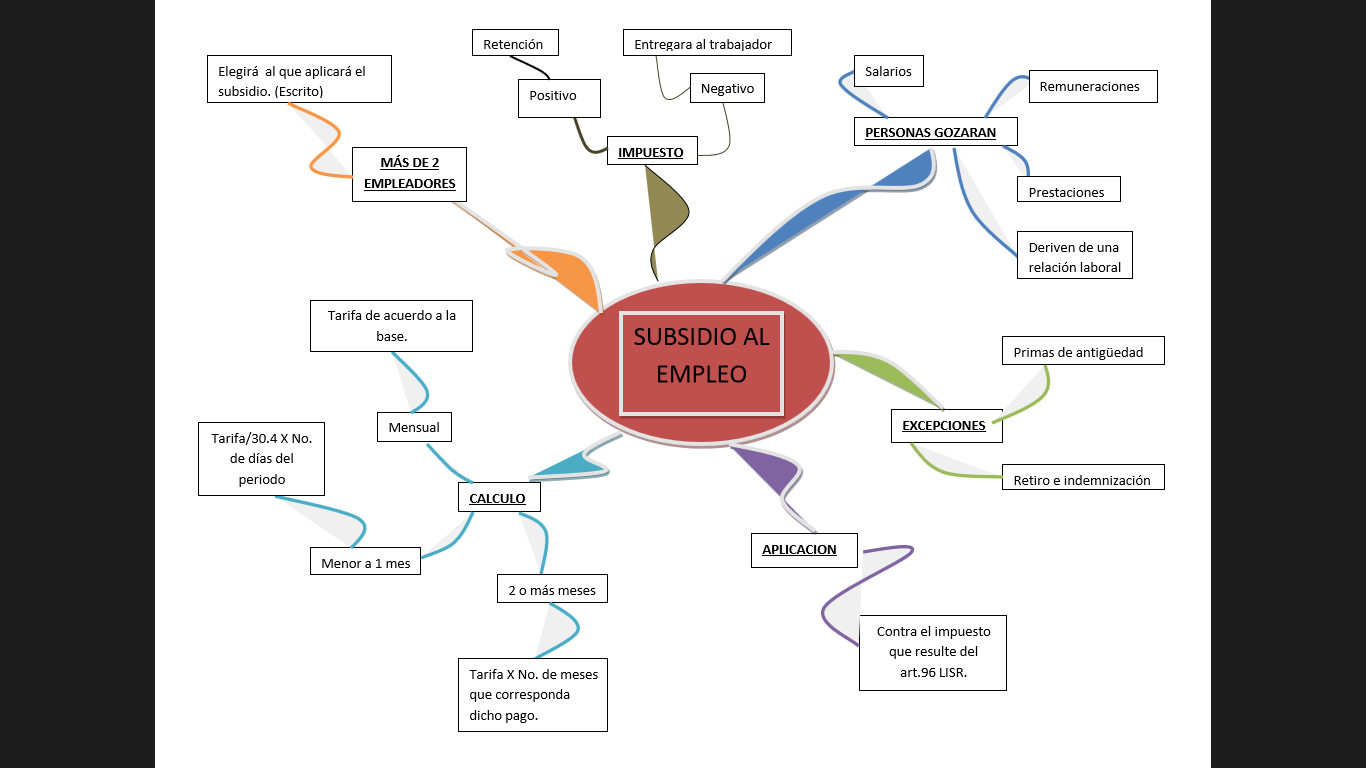 Retención
Entregara al trabajador
Elegirá al que aplicará el
subsidio. (Escrito)
Salarios
Remuneraciones
Positivo
Negativo
PERSONAS GOZARAN
IMPUESTO
MÁS DE 2
EMPLEADORES
Prestaciones
Deriven de una
relación laboral
Tarifa de acuerdo a la
base.
SUBSIDIO AL
EMPLEO
Primas de antigüedad
Mensual
EXCEPCIONES
Tarifa/30.4 X No.
de días del
periodo
Retiro e indemnización
CALCULO
APLICACION
Menor a 1 mes
2 o más meses
Contra el impuesto
que resulte del
art.96 LISR.
Tarifa X No. de meses
que corresponda
dicho pago.